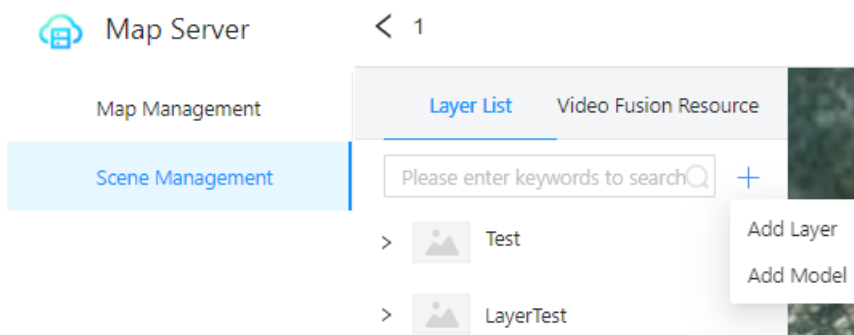 Map Server
1
Map Management
Scene Management
Layer List
Video Fusion Resource
Please enter keywords to search
Test
LayerTest
Add Layer
Add Model